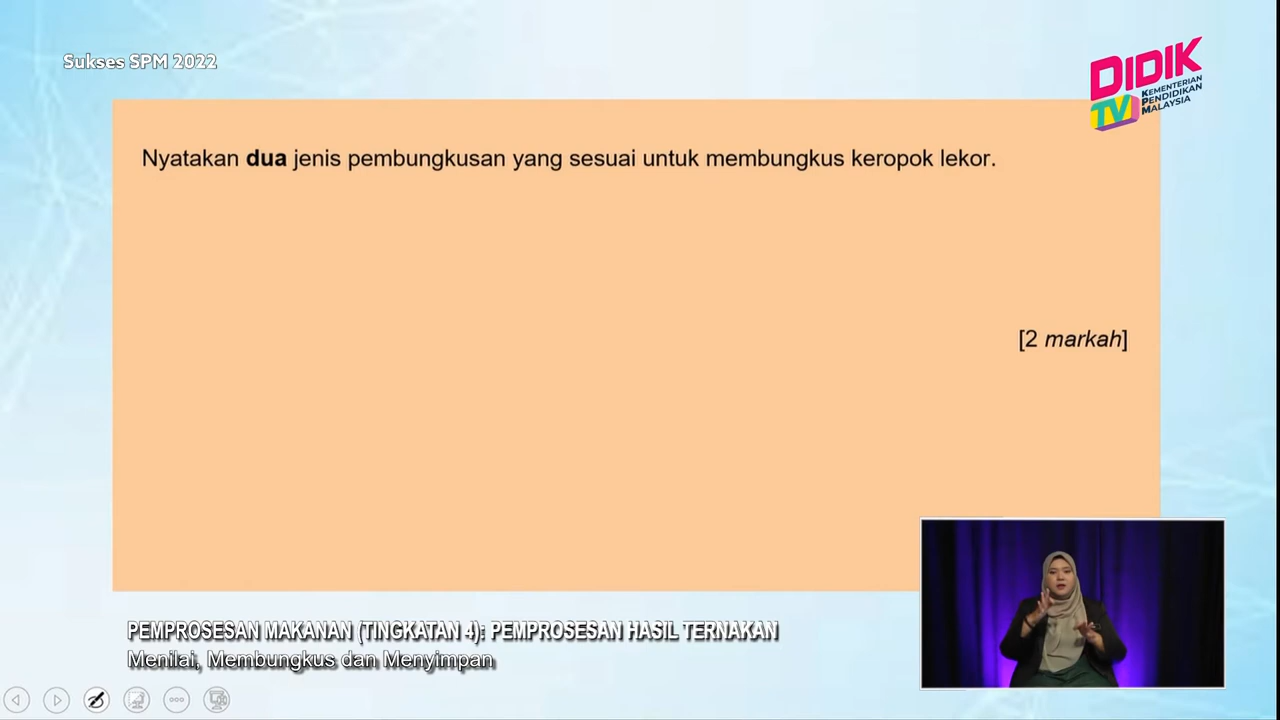 Sukses SPM 2022
DIDIK
TV
KEMENTERIAN
PENDIDIKAN
MALAYSIA
Nyatakan dua jenis pembungkusan yang sesuai untuk membungkus keropok lekor.
[2 markah]
PEMPROSESAN MAKANAN (TINGKATAN 4): PEMPROSESAN HASIL TERNAKAN
Menilai, Membungkus dan Menyimpan